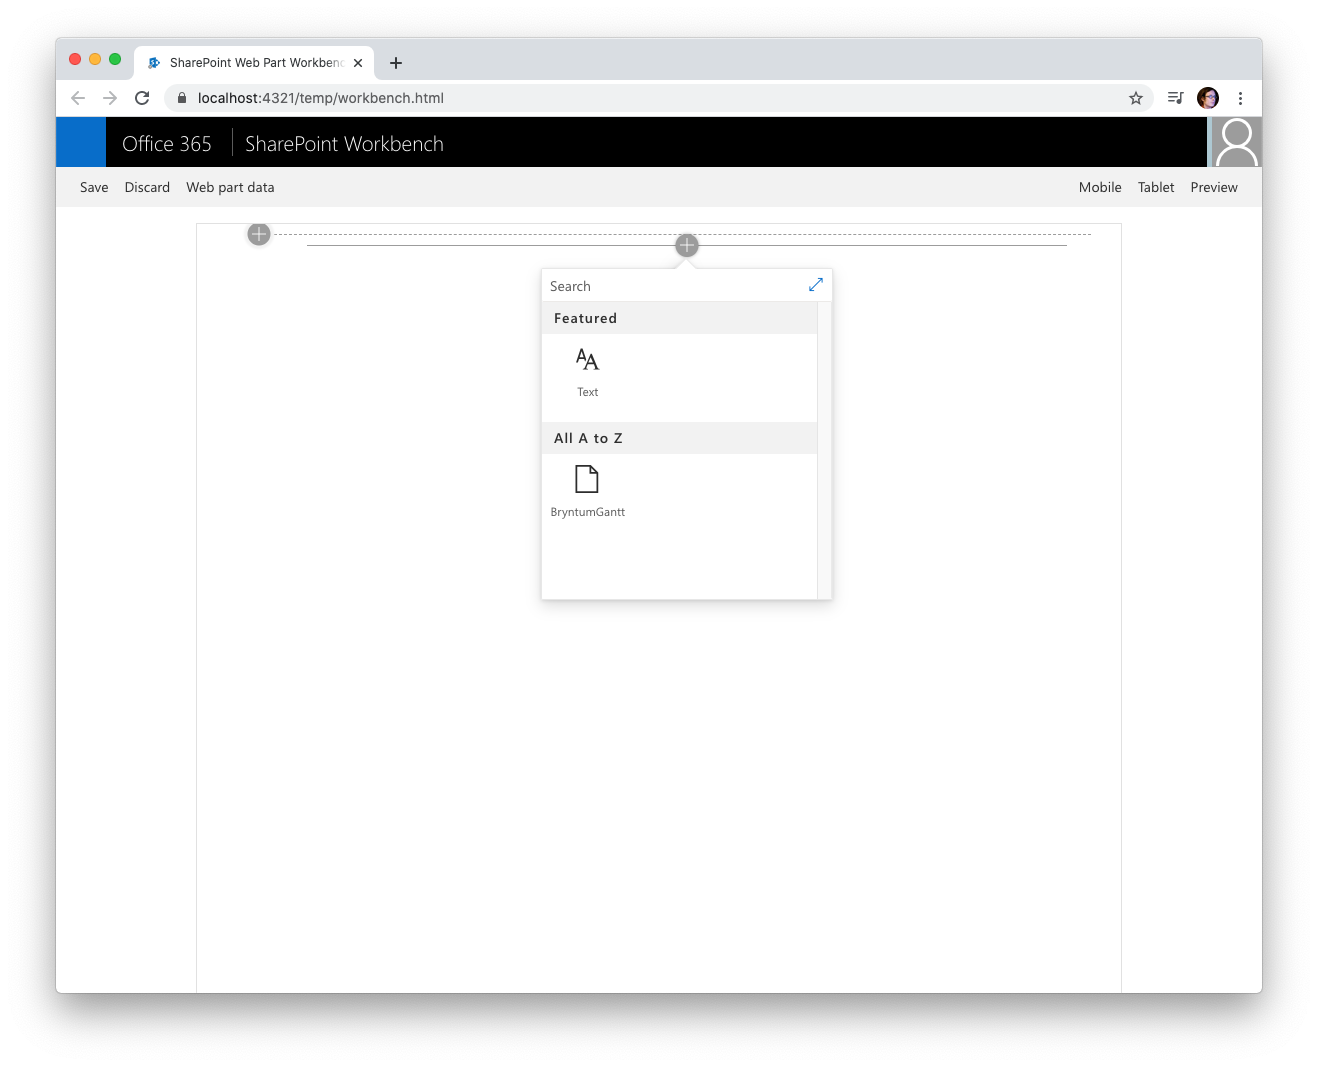 SharePoint Web Part Workbenc
localhost:4321/temp/workbench.html
Office 365 SharePoint Workbench
Save Discard Web part data Mobile Tablet Preview
Search
Featured
Text
All A to Z
BryntumGantt